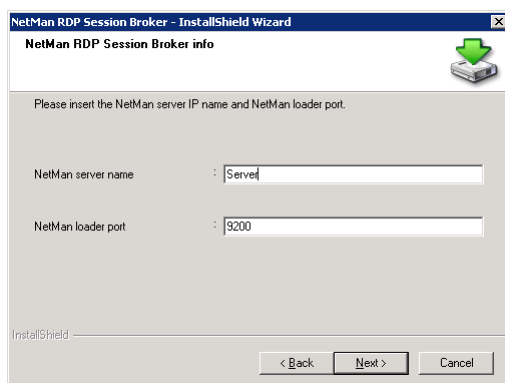 NetMan RDP Session Broker - InstallShield Wizard
NetMan RDP Session Broker info
Please insert the NetMan server IP name and NetMan loader port.
NetMan server name : Server
NetMan loader port : 9200
InstallShield
< Back Next > Cancel